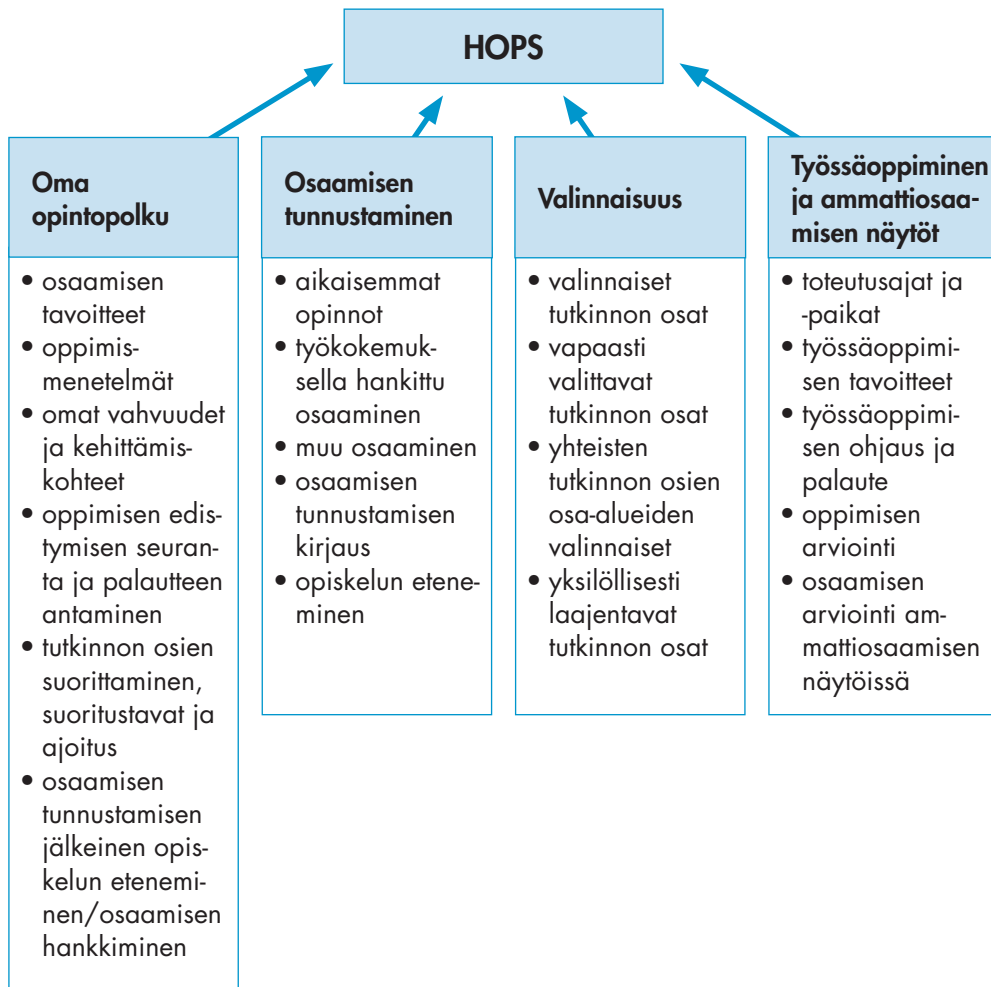 HOPS
Oma
opintopolku
• osaamisen
tavoitteet
• oppimis-
menetelmät
• omat vahvuudet
ja kehittämis-
kohteet
• oppimisen edis-
tymisen seuran-
ta ja palautteen
antaminen
• tutkinnon osien
suorittaminen,
suoritustavat ja
ajoitus
• osaamisen
tunnustamisen
jälkeinen opis-
kelun etenemi-
nen/osaamisen
hankkiminen
Osaamisen
tunnustaminen
• aikaisemmat
opinnot
• työkokemuk-
sella hankittu
osaaminen
• muu osaaminen
• osaamisen
tunnustamisen
kirjaus
• opiskelun etene-
minen
Valinnaisuus
• valinnaiset
tutkinnon osat
• vapaasti
valittavat
tutkinnon osat
• yhteisten
tutkinnon osien
osa-alueiden
valinnaiset
• yksilöllisesti
laajentavat
tutkinnon osat
Työssäoppiminen
ja ammattiosaa-
misen näytöt
• toteutusajat ja
-paikat
• työssäoppimi-
sen tavoitteet
• työssäoppimi-
sen ohjaus ja
palaute
• oppimisen
arviointi
• osaamisen
arviointi am-
mattiosaamisen
näytöissä